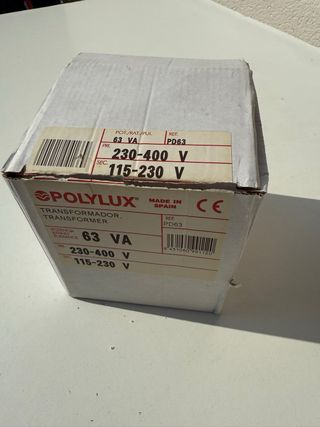 POT./RAT./PUI. REF.
63 VA PD63
PRI. 230-400 V
SEC. 115-230 V
POLYLUX®
MADE IN SPAIN
CE
TRANSFORMADOR.
TRANSFORMER.
REF. PD63
63 VA
230-400 V
115-230 V